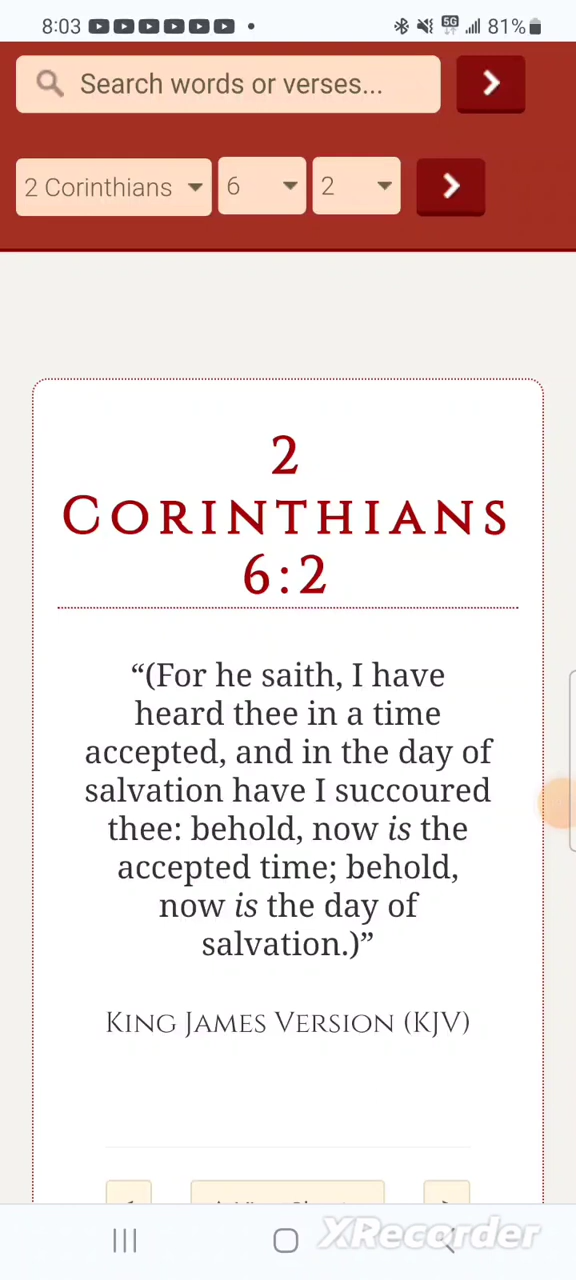 8:03 81%
5G
Search words or verses...
2 Corinthians 6 2
2
CORINTHIANS
6:2
“(For he saith, I have
heard thee in a time
accepted, and in the day of
salvation have I succoured
thee: behold, now is the
accepted time; behold,
now is the day of
salvation.)”
KING JAMES VERSION (KJV)
XRecorder